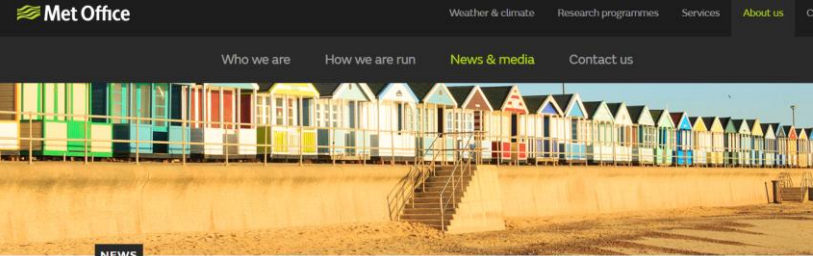 Met Office
Weather & climate Research programmes Services About us
Who we are How we are run News & media Contact us
NEWS